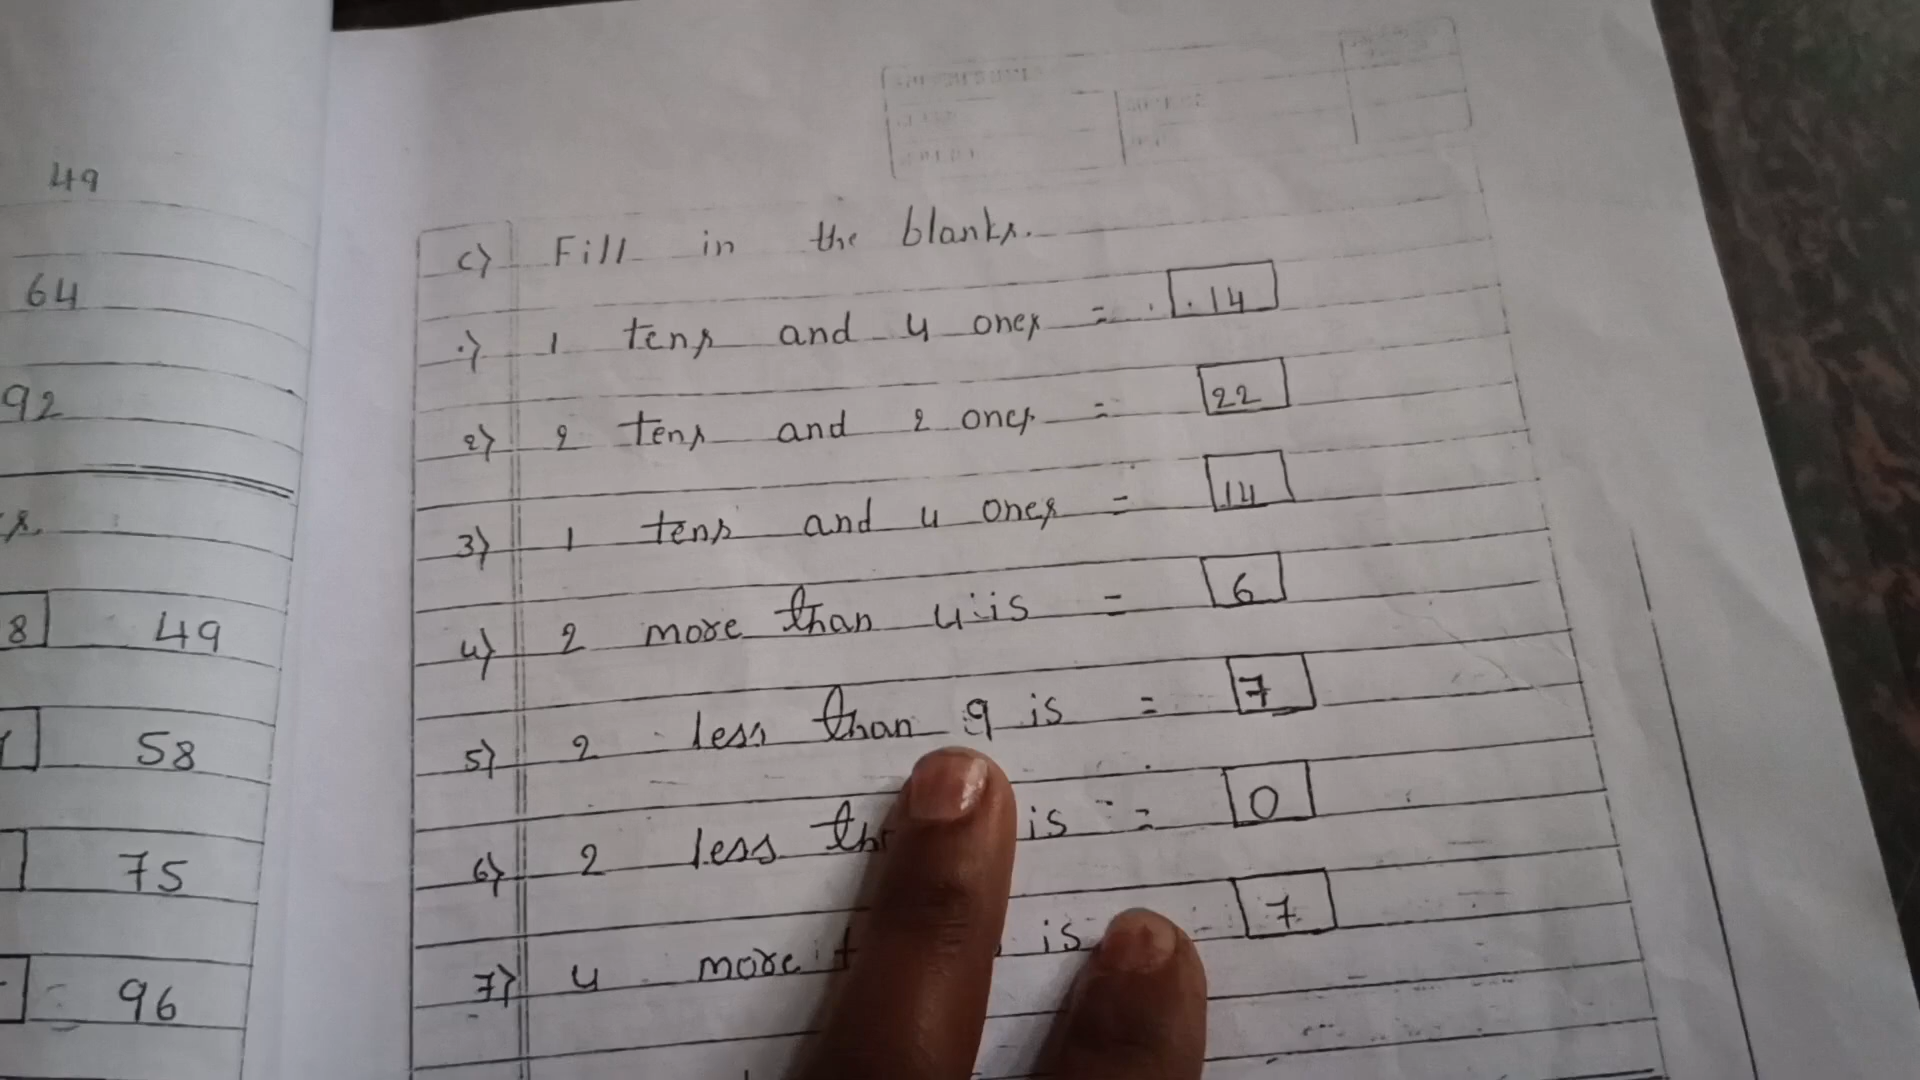 49
64
92
8 49
58
75
96
c) Fill in the blanks.
1) 1 tens and 4 ones = 14
2) 2 tens and 2 ones = 22
3) 1 tens and 4 ones = 14
4) 2 more than 4 is = 6
5) 2 less than 9 is = 7
6) 2 less is = 0
7) 4 more is 7